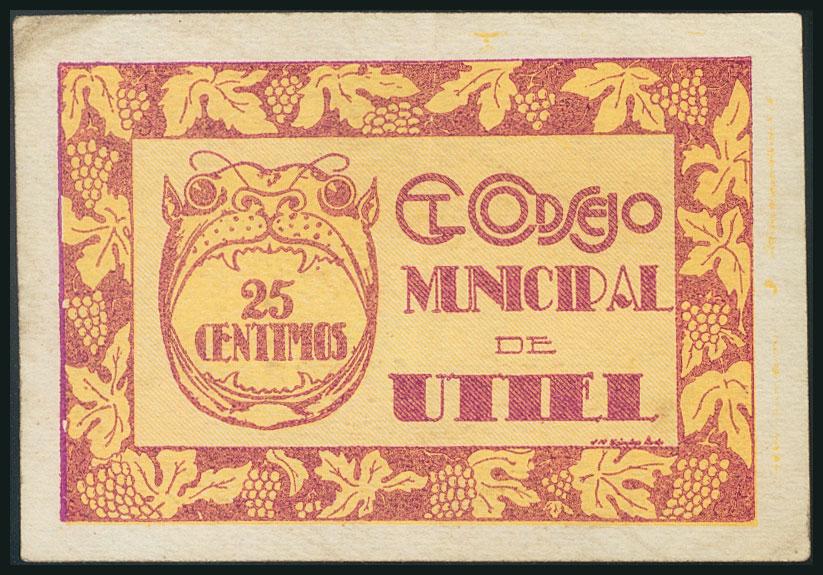 25
CENTIMOS
El Consejo
MUNICIPAL
DE
UTIEL